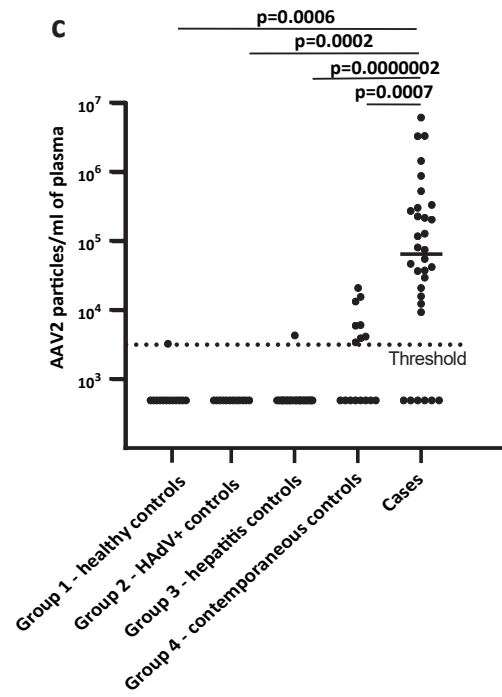 c
p=0.0006
p=0.0002
p=0.0000002
p=0.0007
AAV2 particles/ml of plasma
10⁷
10⁶
10⁵
10⁴
10³
Threshold
Group 1 - healthy controls
Group 2 - HAdV+ controls
Group 3 - hepatitis controls
Group 4 - contemporaneous controls
Cases